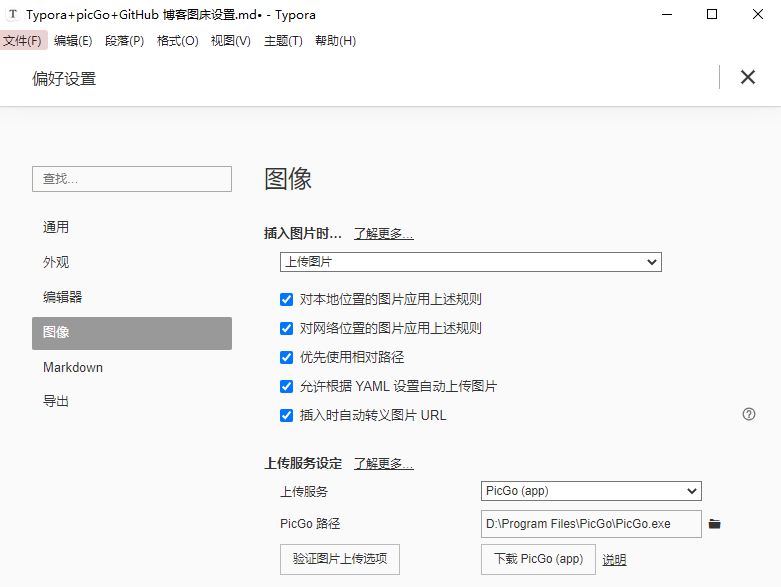 T Typora+picGo+GitHub 博客图床设置.md• - Typora
文件(F) 编辑(E) 段落(P) 格式(O) 视图(V) 主题(T) 帮助(H)
偏好设置
查找...
图像
通用
外观
编辑器
图像
Markdown
导出
插入图片时... 了解更多...
上传图片
对本地位置的图片应用上述规则
对网络位置的图片应用上述规则
优先使用相对路径
允许根据 YAML 设置自动上传图片
插入时自动转义图片 URL
上传服务设定 了解更多...
上传服务 PicGo (app)
PicGo 路径 D:\Program Files\PicGo\PicGo.exe
验证图片上传选项 下载 PicGo (app) 说明